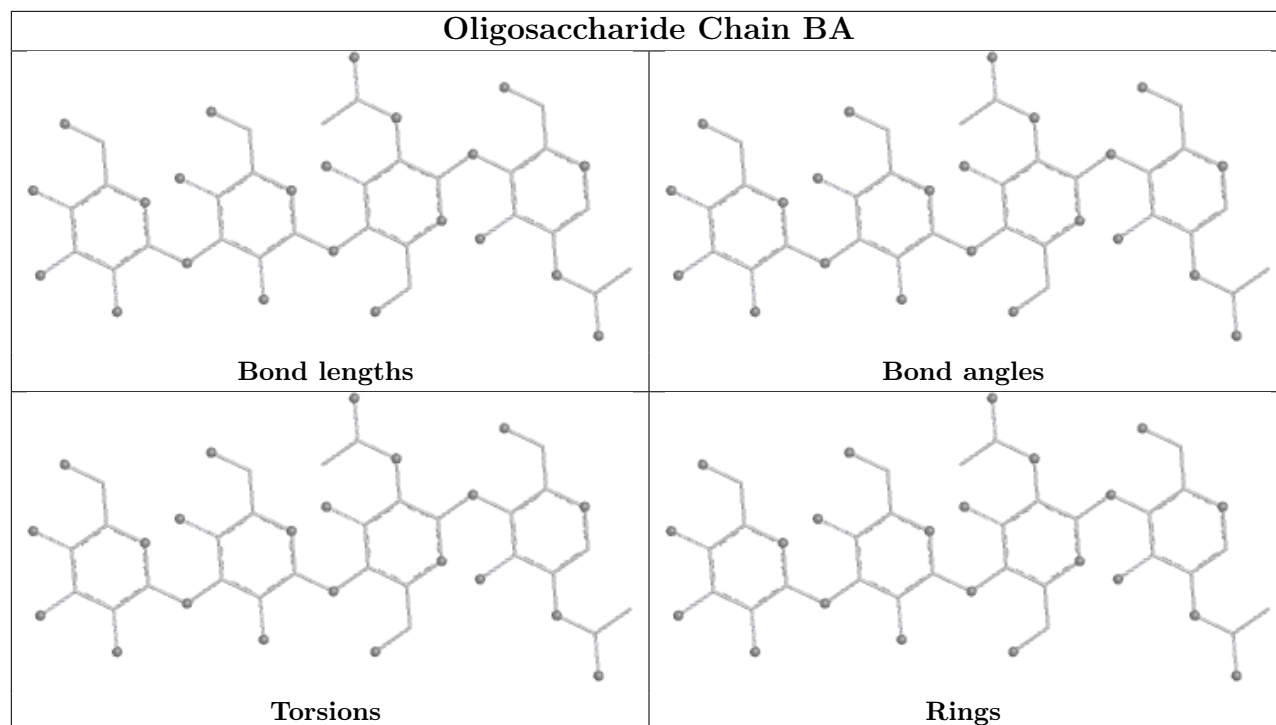 Oligosaccharide Chain BA
Bond lengths
Bond angles
Torsions
Rings